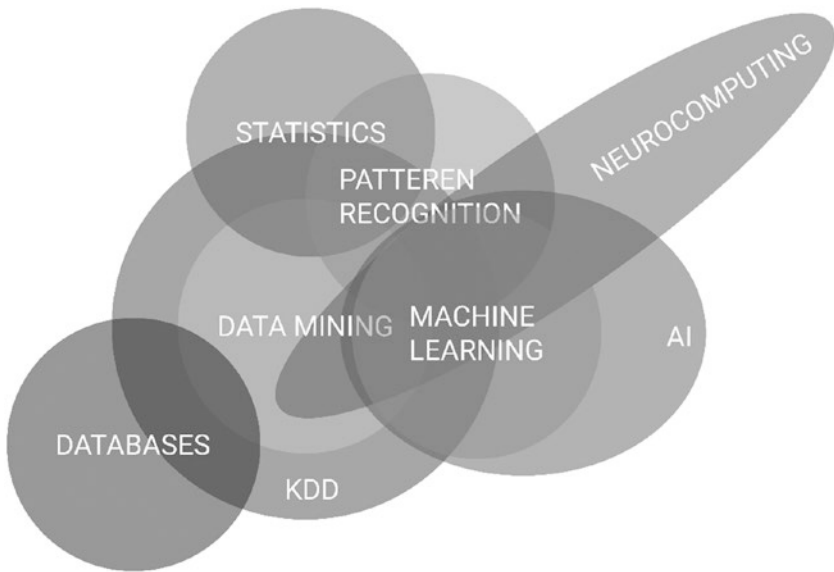 NEUROCOMPUTING
STATISTICS
PATTEREN
RECOGNITION
DATA MINING
MACHINE
LEARNING
AI
DATABASES
KDD